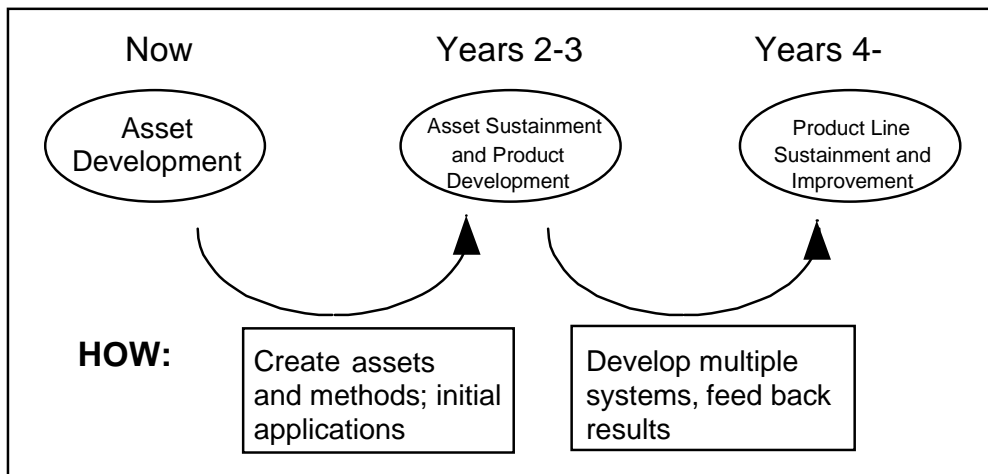 Now
Years 2-3
Years 4-
Asset
Development
Asset Sustainment
and Product
Development
Product Line
Sustainment and
Improvement
HOW:
Create assets
and methods; initial
applications
Develop multiple
systems, feed back
results